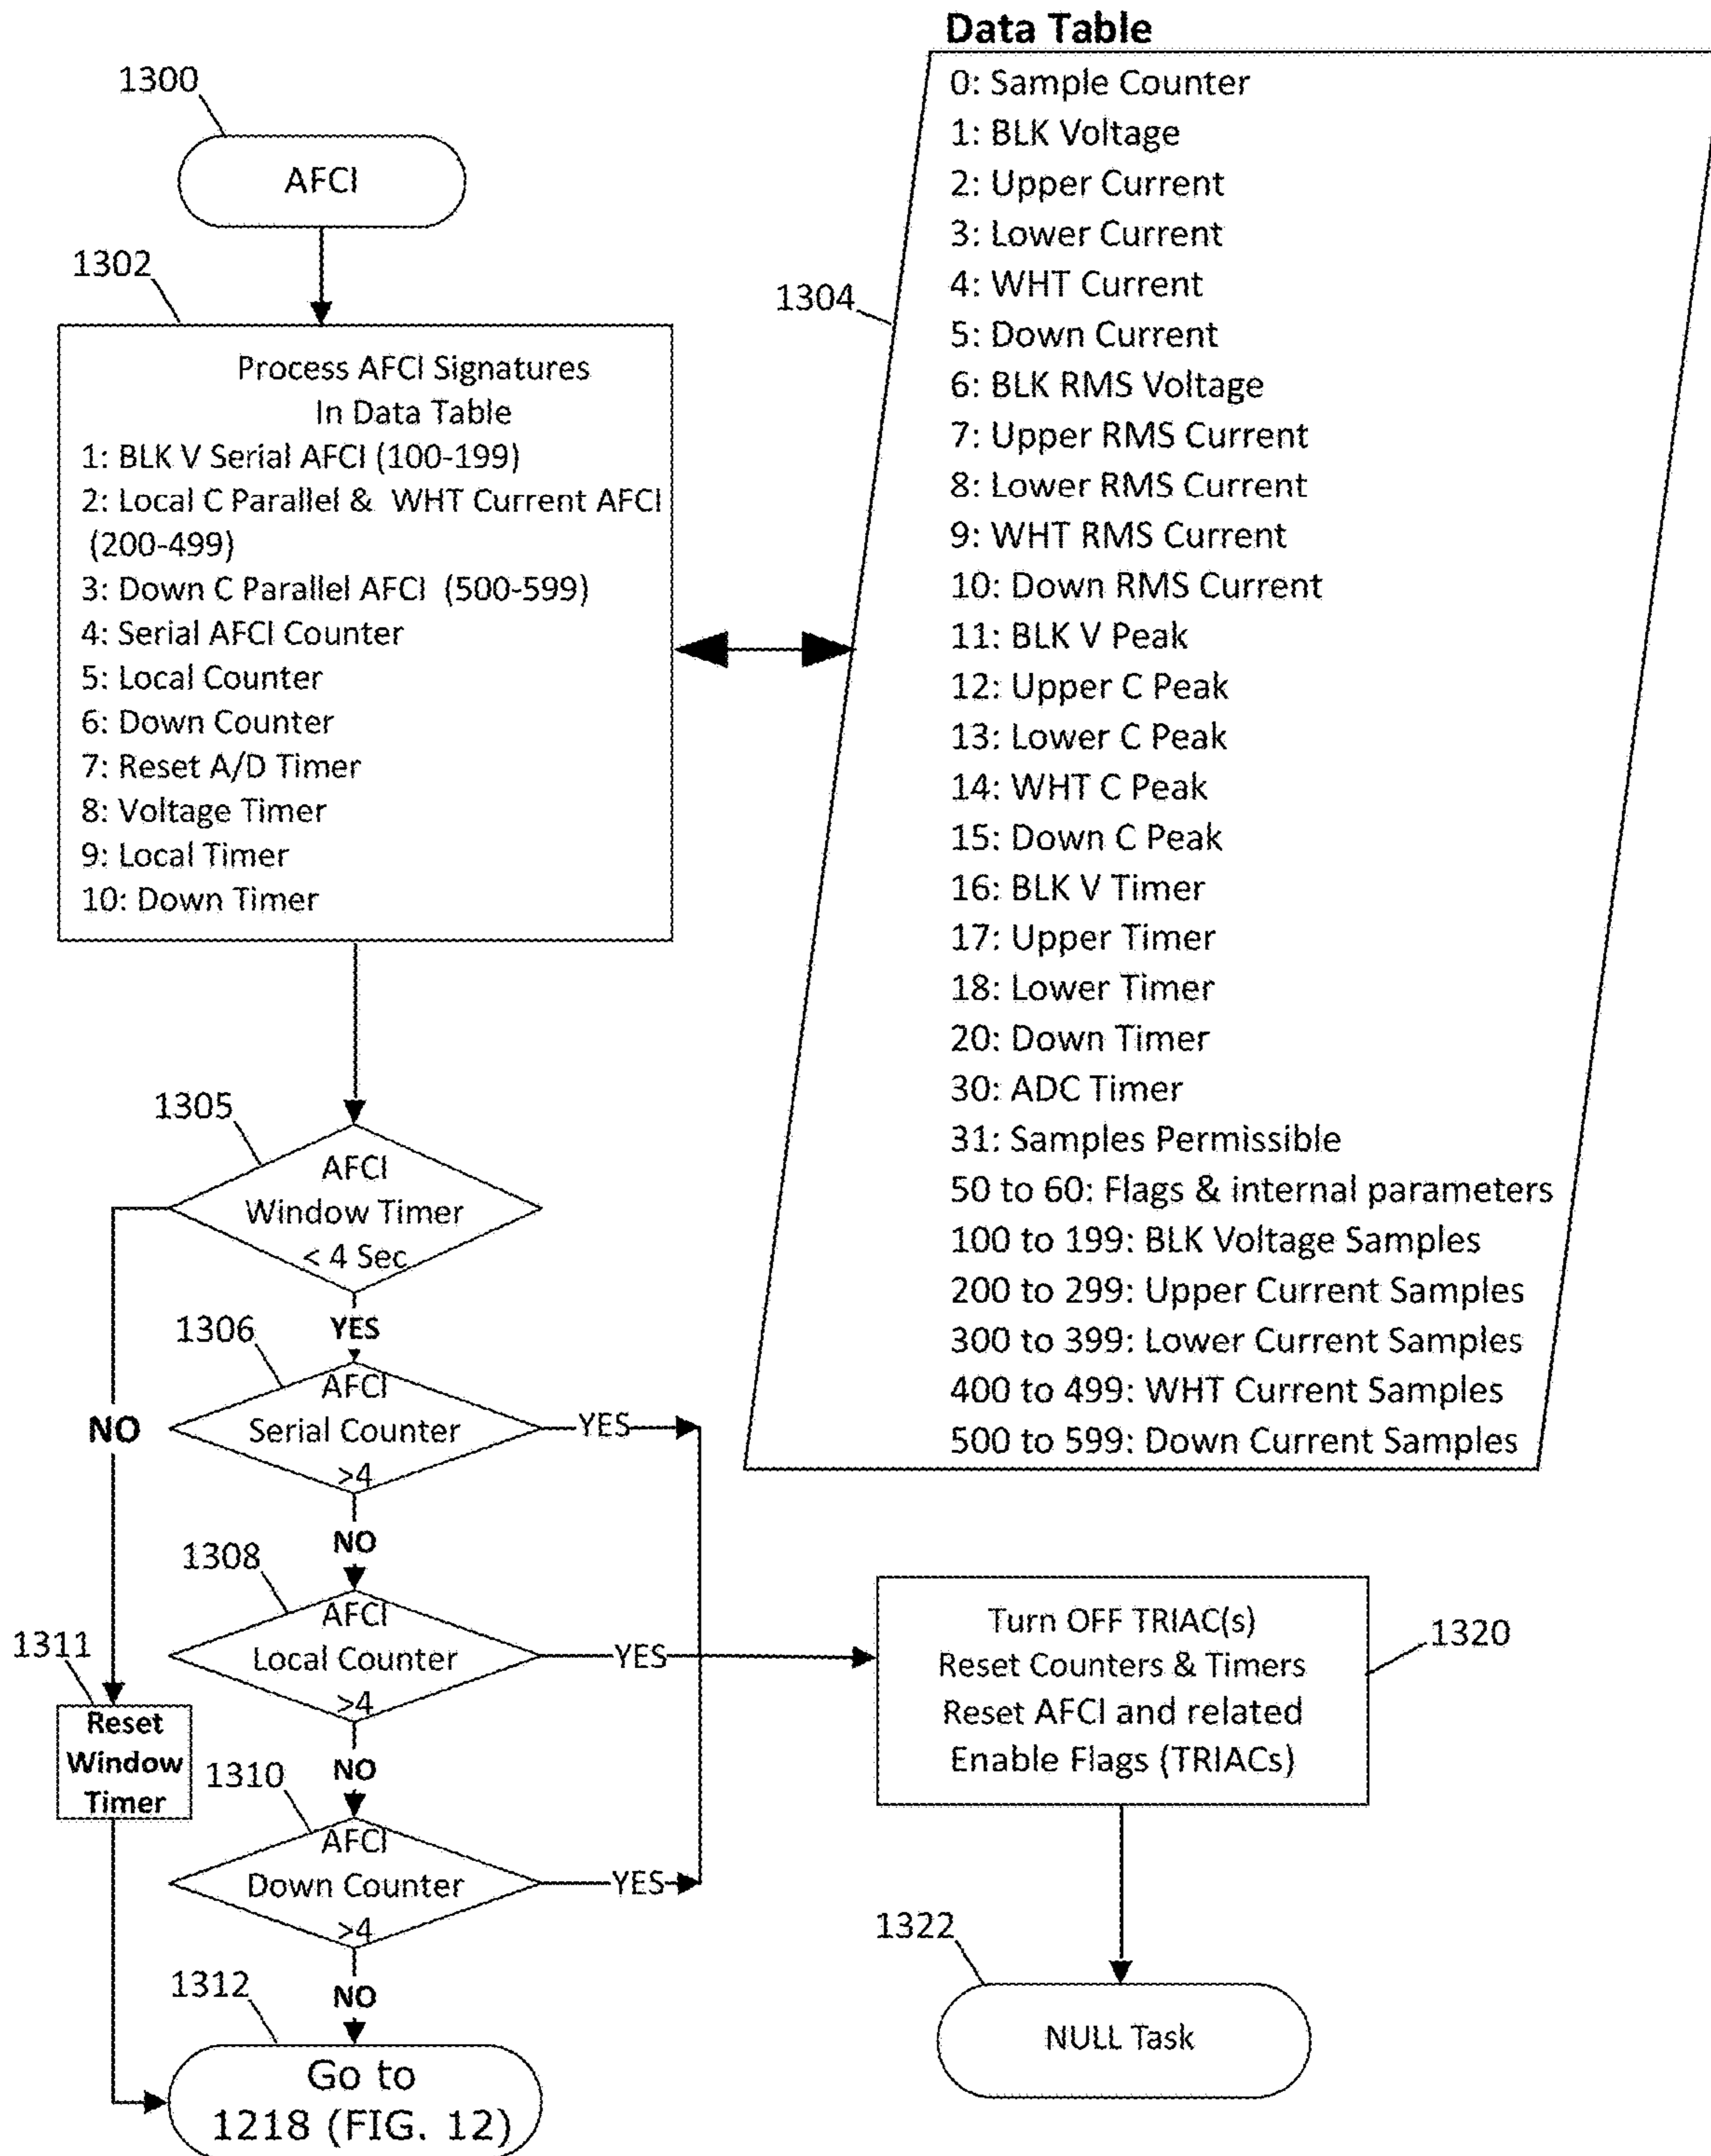 1300
AFCI
1302
Process AFCI Signatures
In Data Table
1: BLK V Serial AFCI (100-199)
2: Local C Parallel & WHT Current AFCI
(200-499)
3: Down C Parallel AFCI (500-599)
4: Serial AFCI Counter
5: Local Counter
6: Down Counter
7: Reset A/D Timer
8: Voltage Timer
9: Local Timer
10: Down Timer
Data Table
1304
0: Sample Counter
1: BLK Voltage
2: Upper Current
3: Lower Current
4: WHT Current
5: Down Current
6: BLK RMS Voltage
7: Upper RMS Current
8: Lower RMS Current
9: WHT RMS Current
10: Down RMS Current
11: BLK V Peak
12: Upper C Peak
13: Lower C Peak
14: WHT C Peak
15: Down C Peak
16: BLK V Timer
17: Upper Timer
18: Lower Timer
20: Down Timer
30: ADC Timer
31: Samples Permissible
50 to 60: Flags & internal parameters
100 to 199: BLK Voltage Samples
200 to 299: Upper Current Samples
300 to 399: Lower Current Samples
400 to 499: WHT Current Samples
500 to 599: Down Current Samples
1305
AFCI
Window Timer
< 4 Sec
YES
NO
1306
AFCI
Serial Counter
>4
YES
NO
1308
AFCI
Local Counter
>4
YES
NO
1310
AFCI
Down Counter
>4
YES
NO
1311
Reset
Window
Timer
1312
Go to
1218 (FIG. 12)
1320
Turn OFF TRIAC(s)
Reset Counters & Timers
Reset AFCI and related
Enable Flags (TRIACs)
1322
NULL Task